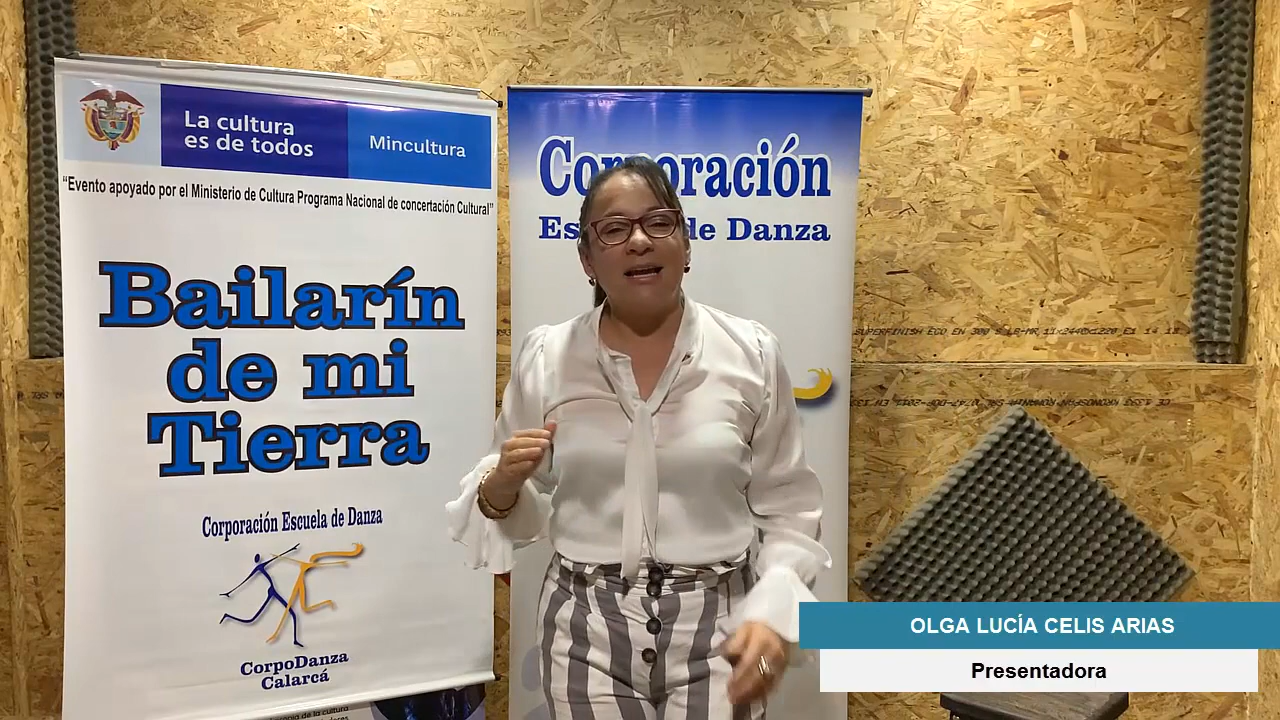 La cultura
es de todos
Mincultura
“Evento apoyado por el Ministerio de Cultura Programa Nacional de concertación Cultural”
Bailarín
de mi
Tierra
Corporación Escuela de Danza
CorpoDanza
Calarcá
Corporación
de Danza
OLGA LUCÍA CELIS ARIAS
Presentadora